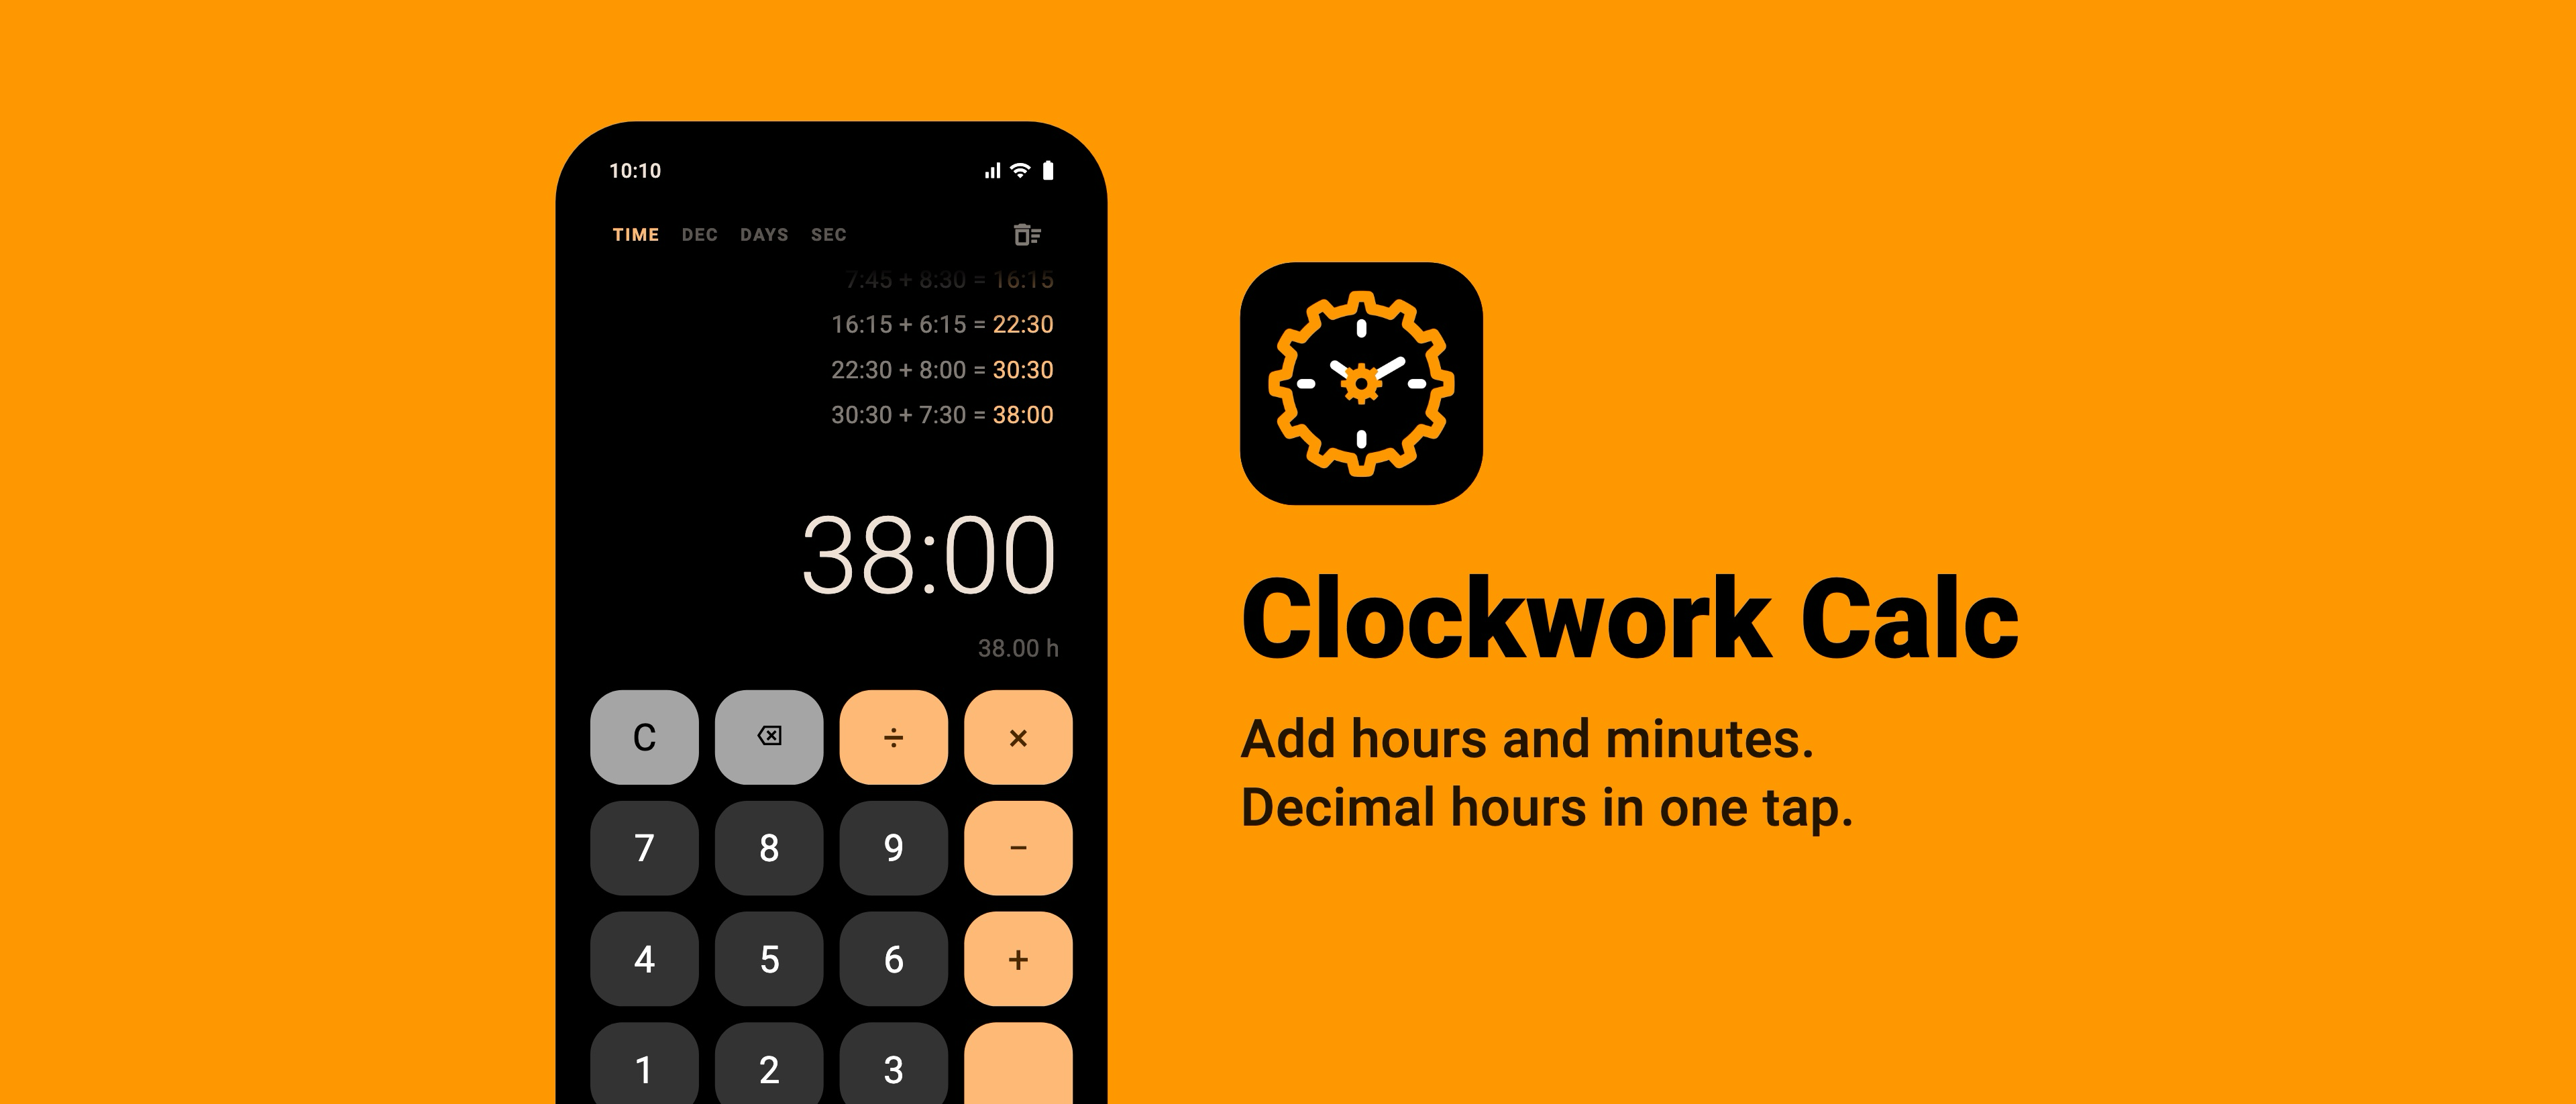 10:10
TIME DEC DAYS SEC
7:45 + 8:30 = 16:15
16:15 + 6:15 = 22:30
22:30 + 8:00 = 30:30
30:30 + 7:30 = 38:00
38:00
38.00 h
C ÷ ×
7 8 9 −
4 5 6 +
1 2 3
Clockwork Calc
Add hours and minutes.
Decimal hours in one tap.